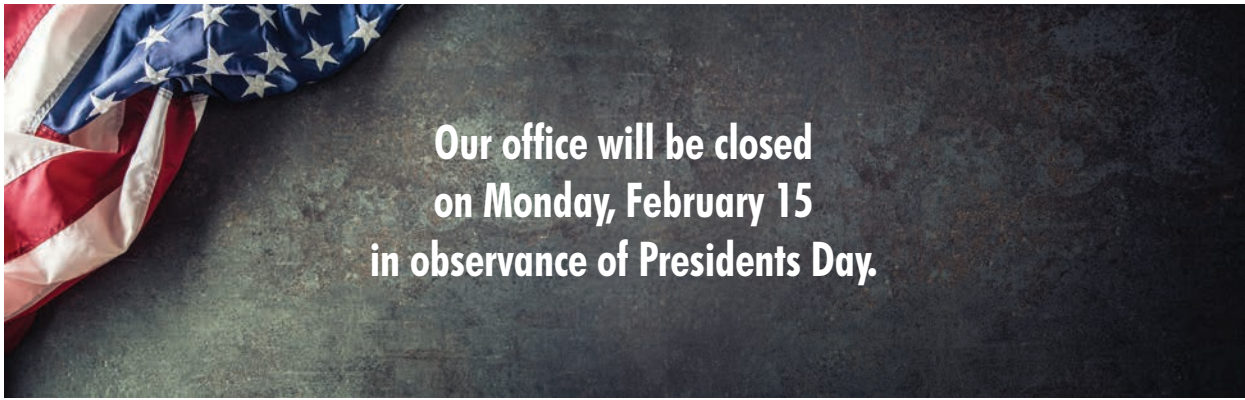 Our office will be closed
on Monday, February 15
in observance of Presidents Day.